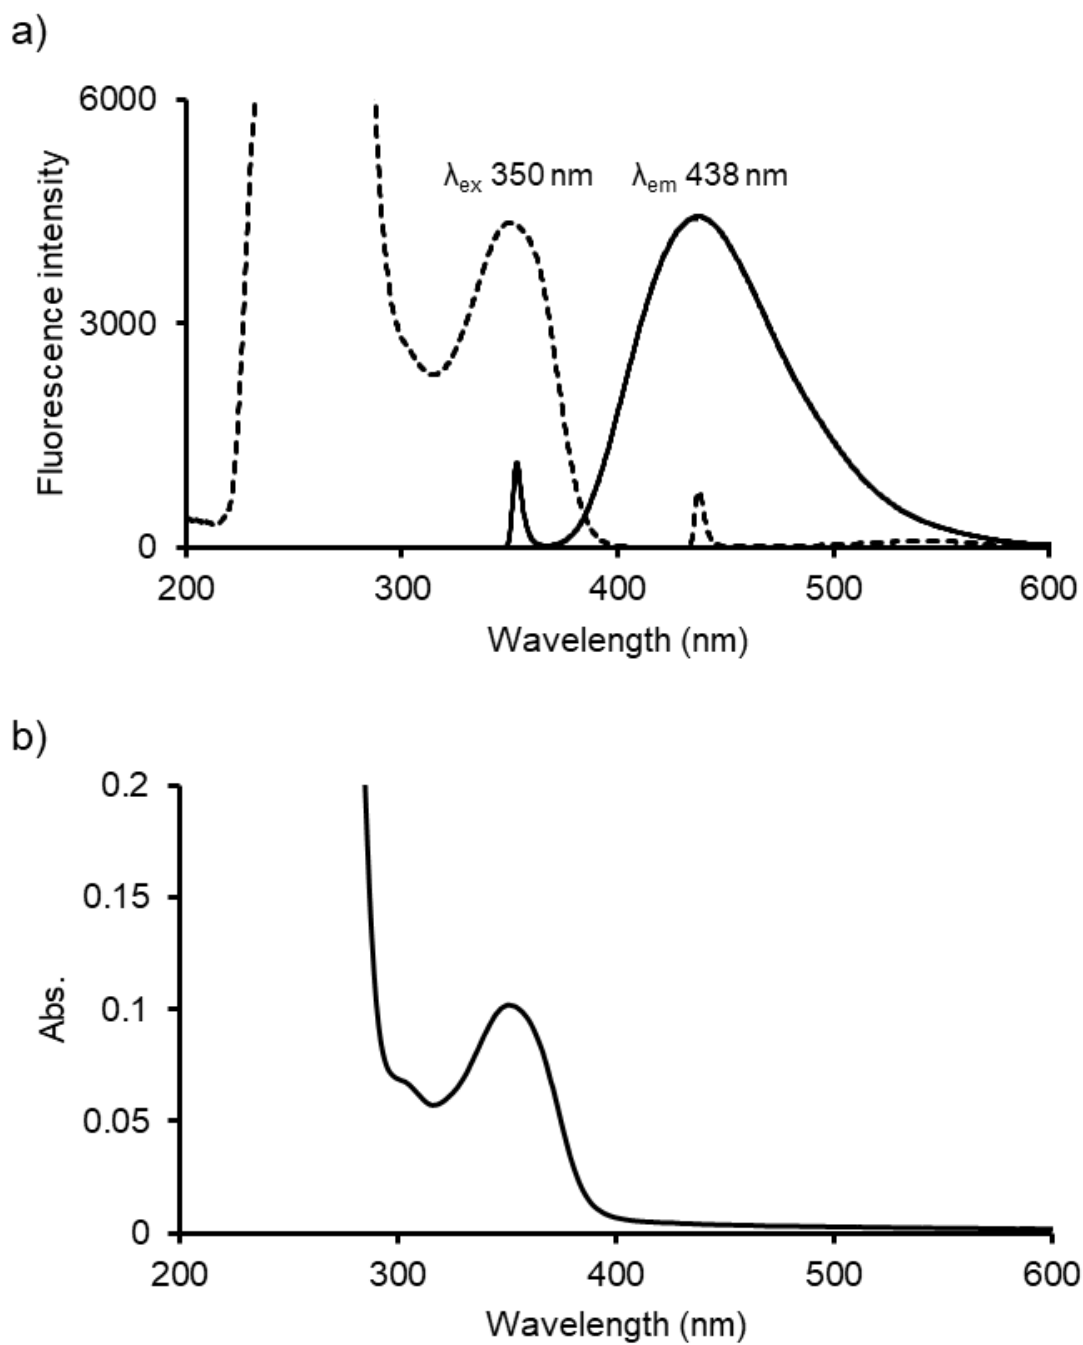 a)
6000
λex 350 nm λem 438 nm
Fluorescence intensity
3000
0
200 300 400 500 600
Wavelength (nm)
b)
0.2
0.15
Abs.
0.1
0.05
0
200 300 400 500 600
Wavelength (nm)